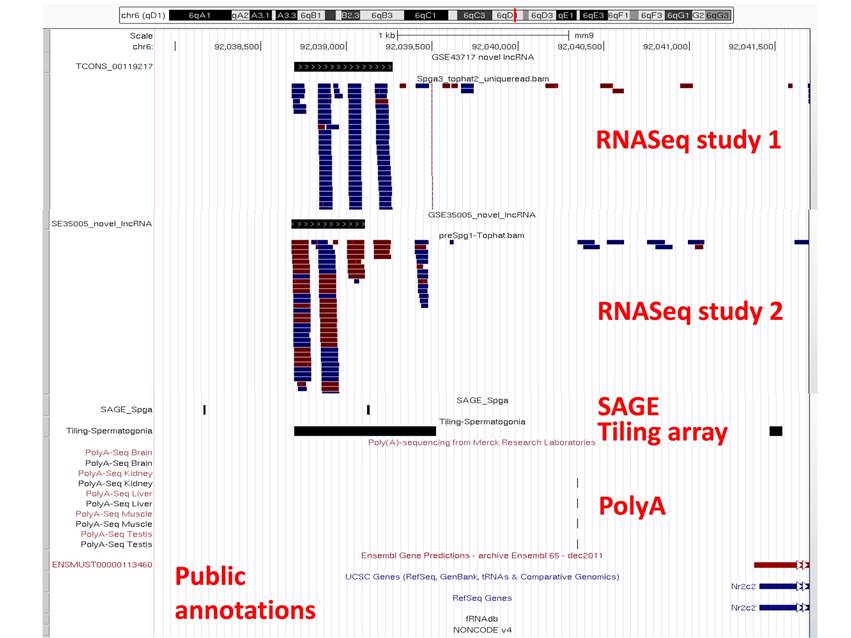 chr6 (qD1) 6qA1 qA2 A3.1 A3.3 6qB1 B2.3 6qB3 6qC1 6qC3 6qD1 6qD3 qE1 6qE3 6qF1 6qF3 6qG1 G2 6qG3
Scale 1 kb mm9
chr6: 92,038,500 92,039,000 92,039,500 92,040,000 92,040,500 92,041,000 92,041,500
GSE43717 novel lncRNA
TCONS_00119217
Spga3_tophat2_uniqueread.bam
RNASeq study 1
GSE35005_novel_lncRNA
SE35005_novel_lncRNA
preSpg1-Tophat.bam
RNASeq study 2
SAGE_Spga
SAGE_Spga
SAGE
Tiling-Spermatogonia
Tiling-Spermatogonia
Tiling array
Poly(A)-sequencing from Merck Research Laboratories
PolyA-Seq Brain
PolyA-Seq Brain
PolyA-Seq Kidney
PolyA-Seq Kidney
PolyA-Seq Liver
PolyA-Seq Liver
PolyA-Seq Muscle
PolyA-Seq Muscle
PolyA-Seq Testis
PolyA-Seq Testis
PolyA
Ensembl Gene Predictions - archive Ensembl 65 - dec2011
ENSMUST00000113460
UCSC Genes (RefSeq, GenBank, tRNAs & Comparative Genomics)
Nr2c2
RefSeq Genes
Nr2c2
fRNAdb
NONCODE v4
Public
annotations